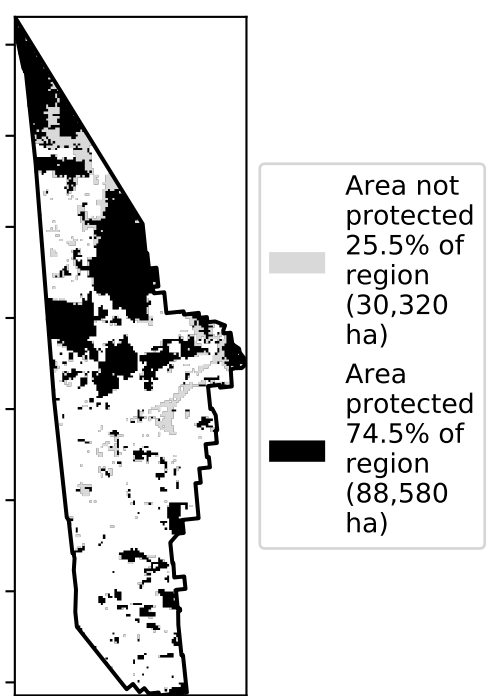 Area not
protected
25.5% of
region
(30,320
ha)
Area
protected
74.5% of
region
(88,580
ha)